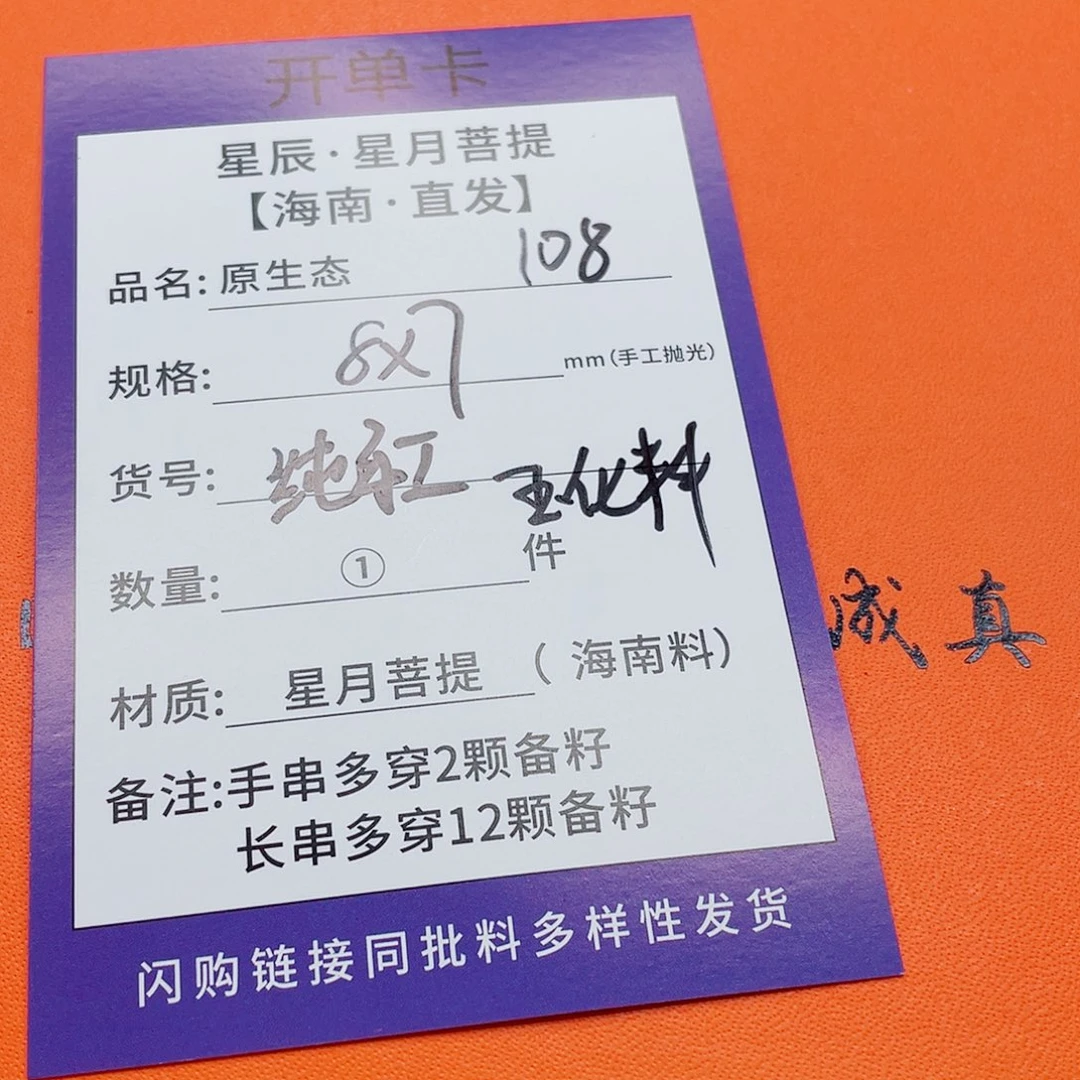 开单卡
星辰·星月菩提
【海南·直发】
品名:原生态 108
规格: 8X7 mm(手工抛光)
货号: 纯红 玉化料
数量: ① 件
材质: 星月菩提 (海南料)
备注:手串多穿2颗备籽
长串多穿12颗备籽
闪购链接同批料多样性发货
成真